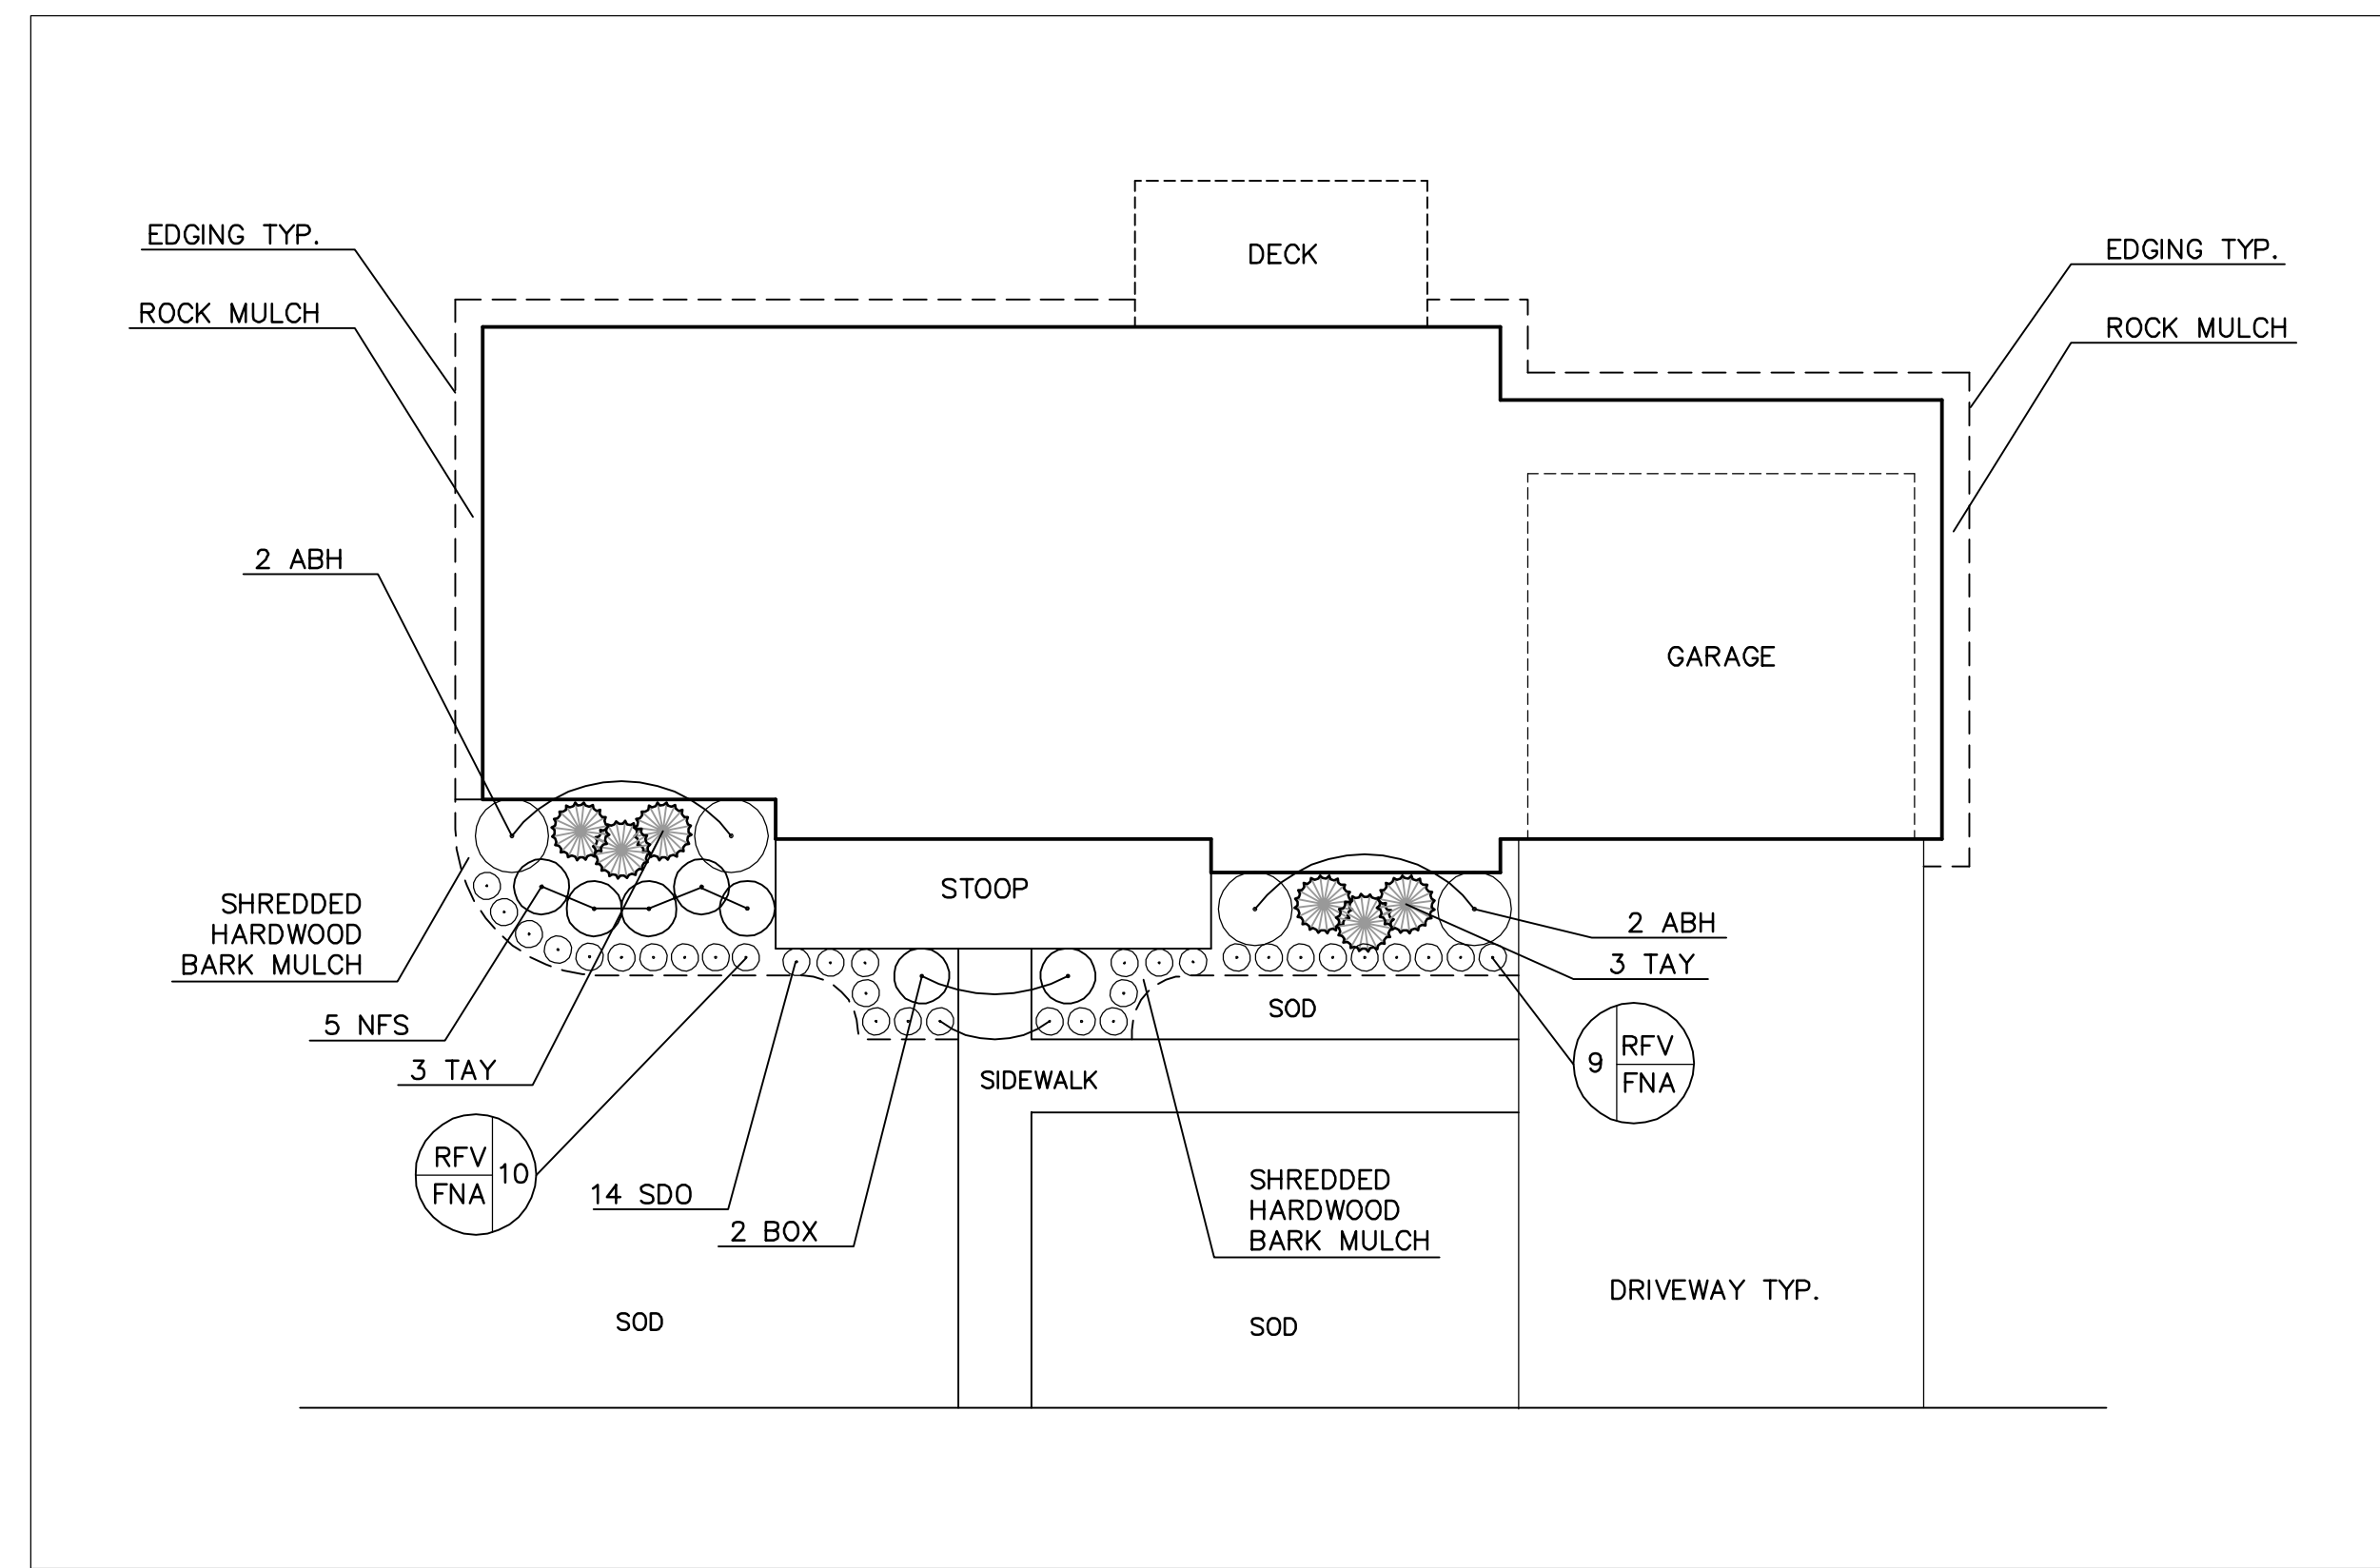 EDGING TYP.
ROCK MULCH
DECK
EDGING TYP.
ROCK MULCH
2 ABH
GARAGE
SHREDDED
HARDWOOD
BARK MULCH
STOOP
2 ABH
3 TAY
5 NFS
3 TAY
SOD
SIDEWALK
9 RFV
FNA
RFV 10
FNA
14 SDO
2 BOX
SHREDDED
HARDWOOD
BARK MULCH
DRIVEWAY TYP.
SOD
SOD